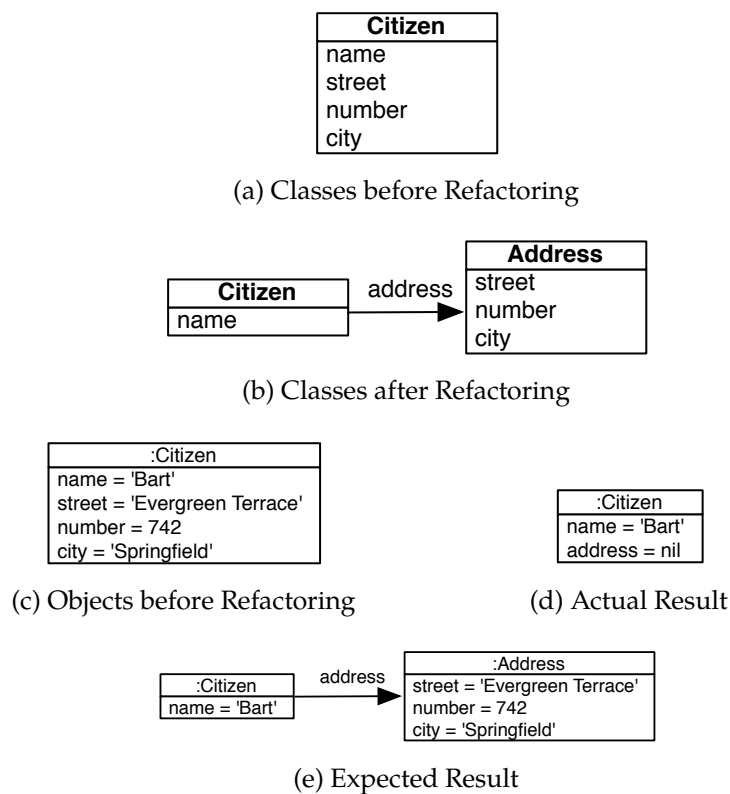 Citizen
name
street
number
city
(a) Classes before Refactoring
Citizen
name
address
Address
street
number
city
(b) Classes after Refactoring
:Citizen
name = 'Bart'
street = 'Evergreen Terrace'
number = 742
city = 'Springfield'
(c) Objects before Refactoring
:Citizen
name = 'Bart'
address = nil
(d) Actual Result
:Citizen
name = 'Bart'
address
:Address
street = 'Evergreen Terrace'
number = 742
city = 'Springfield'
(e) Expected Result